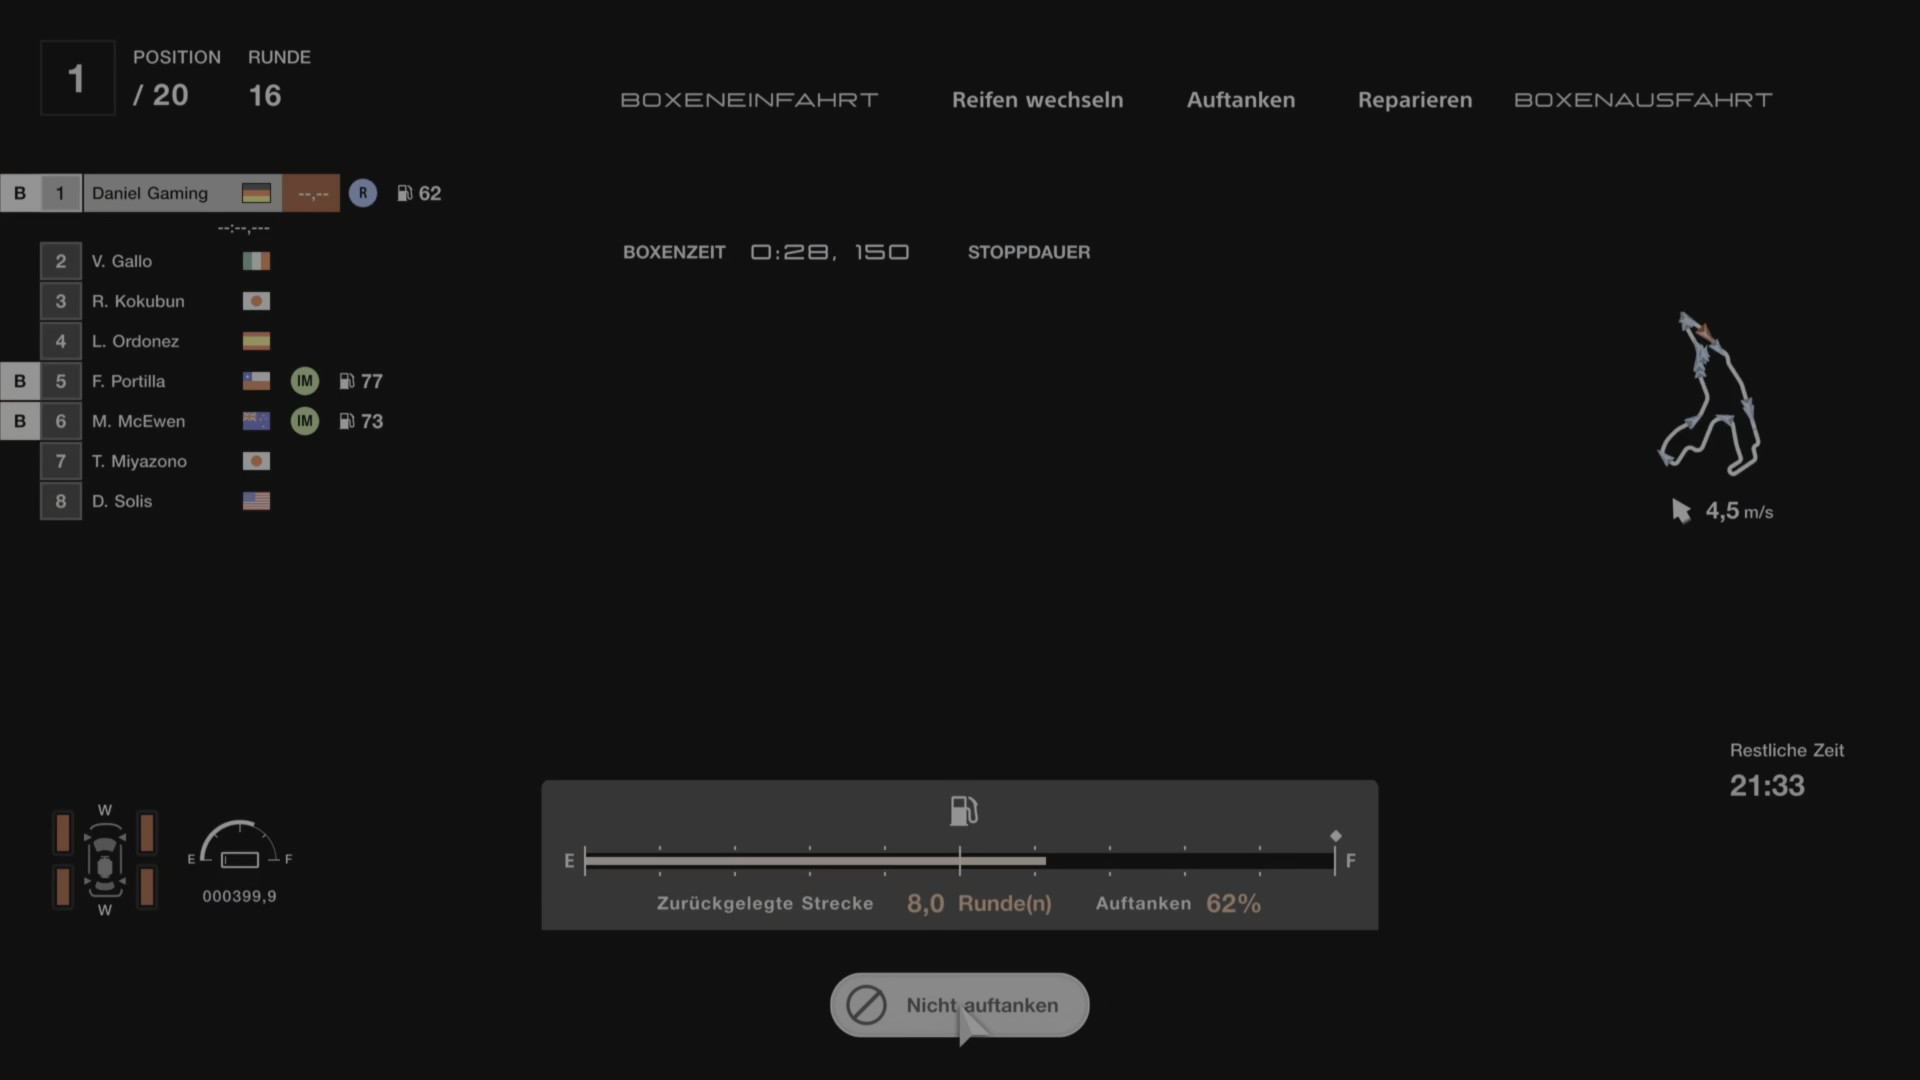 1 POSITION / 20 RUNDE 16
BOXENEINFAHRT Reifen wechseln Auftanken Reparieren BOXENAUSFAHRT
B 1 Daniel Gaming --,-- R 62
--:--,---
BOXENZEIT 0:28, 150 STOPPDAUER
2 V. Gallo
3 R. Kokubun
4 L. Ordonez
B 5 F. Portilla IM 77
B 6 M. McEwen IM 73
7 T. Miyazono
8 D. Solis
4,5 m/s
Restliche Zeit
21:33
W
E F
000399,9
W
E F
Zurückgelegte Strecke 8,0 Runde(n) Auftanken 62%
Nicht auftanken